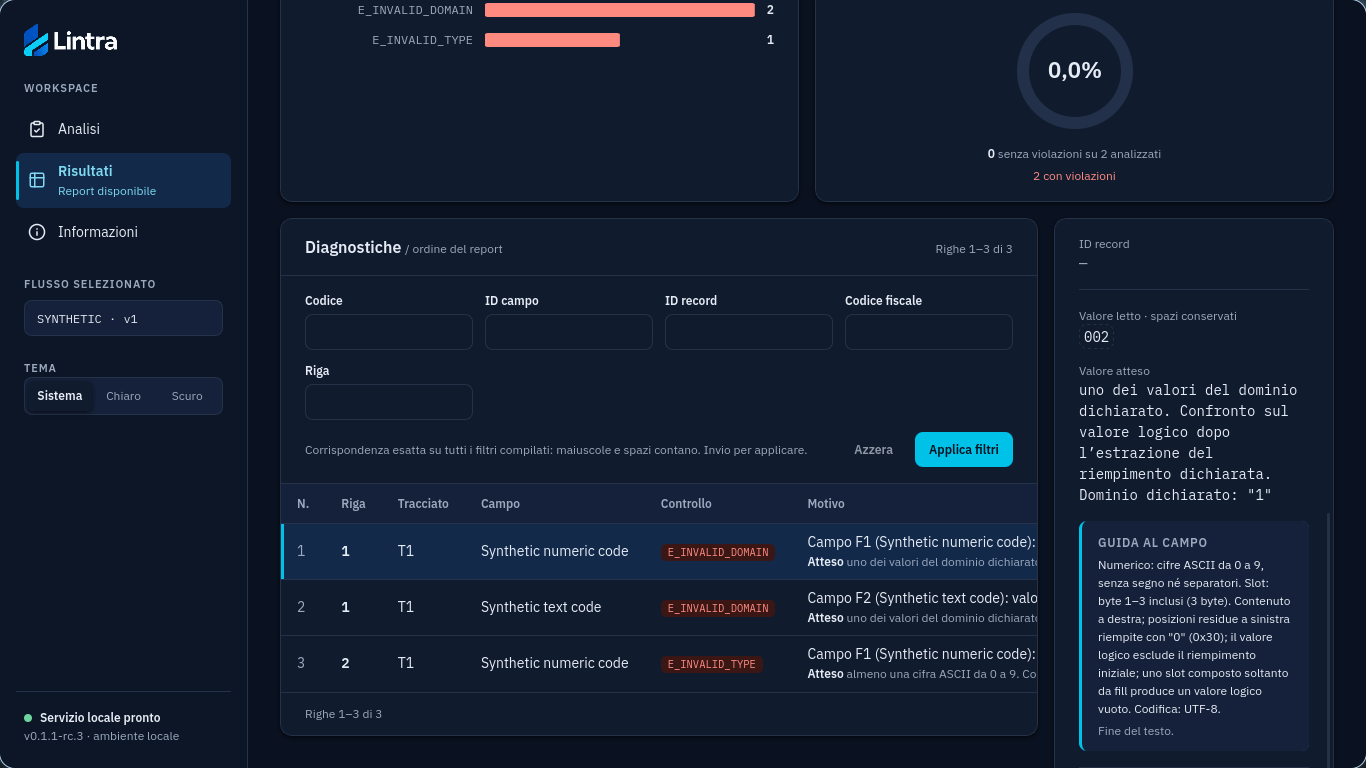 Lintra
WORKSPACE
Analisi
Risultati
Report disponibile
Informazioni
FLUSSO SELEZIONATO
SYNTHETIC · v1
TEMA
Sistema Chiaro Scuro
Servizio locale pronto
v0.1.1-rc.3 · ambiente locale
E_INVALID_DOMAIN 2
E_INVALID_TYPE 1
0,0%
0 senza violazioni su 2 analizzati
2 con violazioni
Diagnostiche / ordine del report Righe 1–3 di 3
Codice ID campo ID record Codice fiscale
Riga
Corrispondenza esatta su tutti i filtri compilati: maiuscole e spazi contano. Invio per applicare. Azzera Applica filtri
N. Riga Tracciato Campo Controllo Motivo
1 1 T1 Synthetic numeric code E_INVALID_DOMAIN Campo F1 (Synthetic numeric code):
Atteso uno dei valori del dominio dichiarato
2 1 T1 Synthetic text code E_INVALID_DOMAIN Campo F2 (Synthetic text code): valo
Atteso uno dei valori del dominio dichiarato
3 2 T1 Synthetic numeric code E_INVALID_TYPE Campo F1 (Synthetic numeric code):
Atteso almeno una cifra ASCII da 0 a 9. Co
Righe 1–3 di 3
ID record
—
Valore letto · spazi conservati
002
Valore atteso
uno dei valori del dominio
dichiarato. Confronto sul
valore logico dopo
l’estrazione del
riempimento dichiarata.
Dominio dichiarato: "1"
GUIDA AL CAMPO
Numerico: cifre ASCII da 0 a 9,
senza segno né separatori. Slot:
byte 1–3 inclusi (3 byte). Contenuto
a destra; posizioni residue a sinistra
riempite con "0" (0x30); il valore
logico esclude il riempimento
iniziale; uno slot composto soltanto
da fill produce un valore logico
vuoto. Codifica: UTF-8.
Fine del testo.